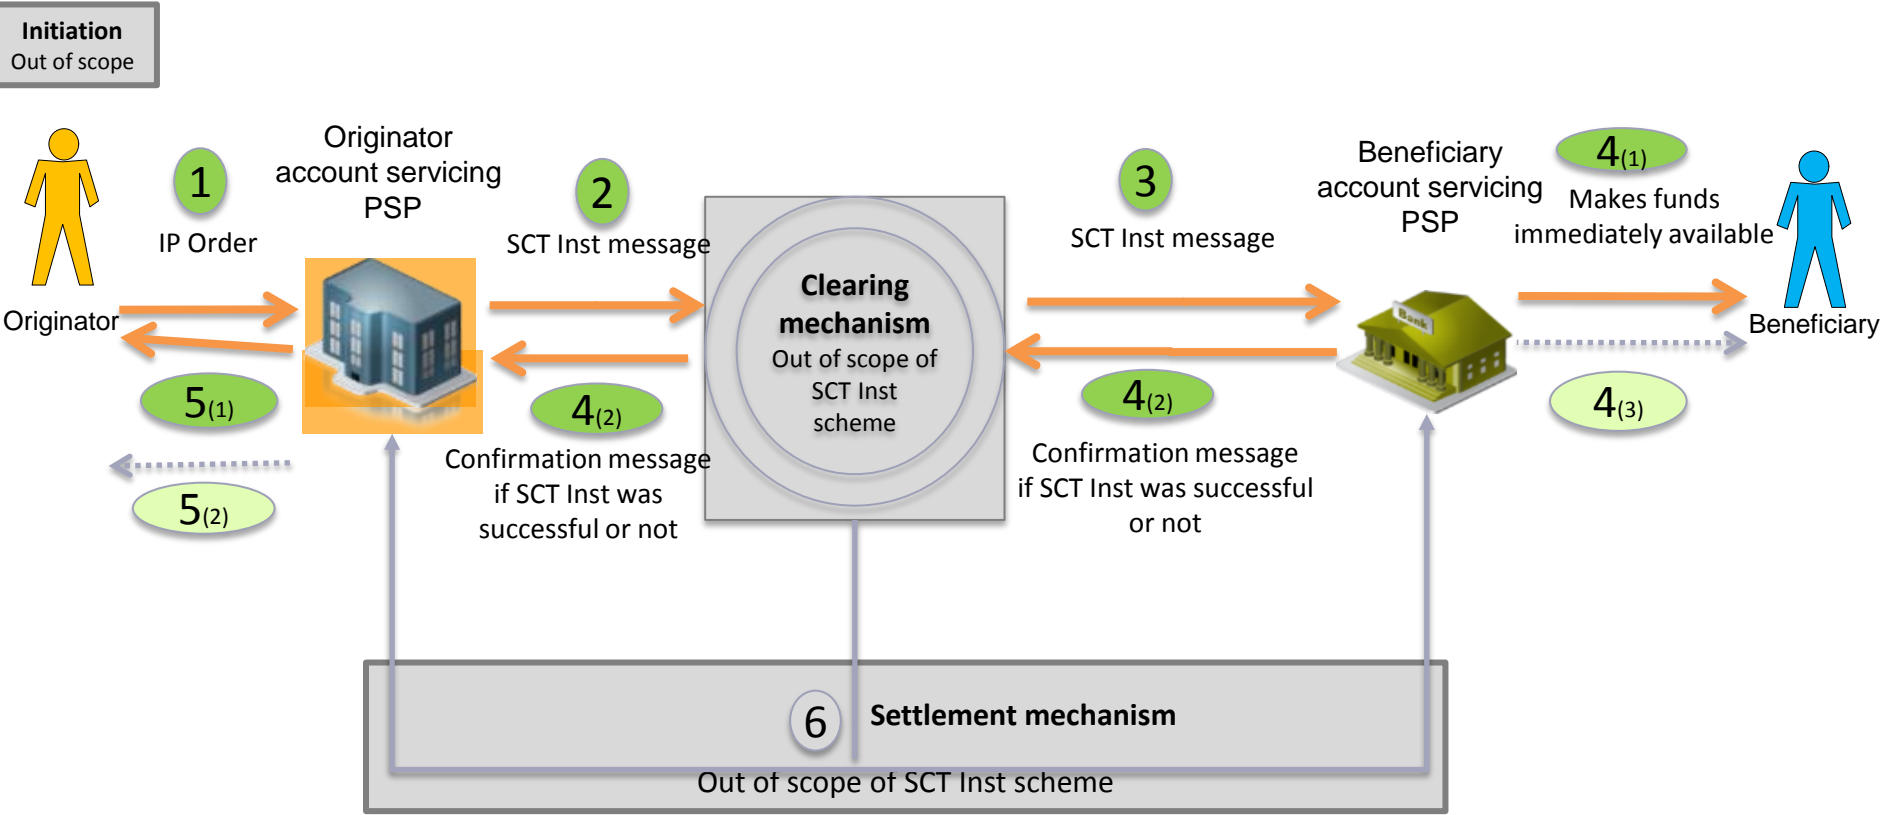 Initiation
Out of scope
Originator
account servicing
PSP
Beneficiary
account servicing
PSP
1
IP Order
2
SCT Inst message
3
SCT Inst message
4(1)
Makes funds
immediately available
Originator
Beneficiary
Clearing
mechanism
Out of scope of
SCT Inst
scheme
Bank
5(1)
4(2)
Confirmation message
if SCT Inst was
successful or not
4(2)
Confirmation message
if SCT Inst was successful
or not
4(3)
5(2)
6
Settlement mechanism
Out of scope of SCT Inst scheme